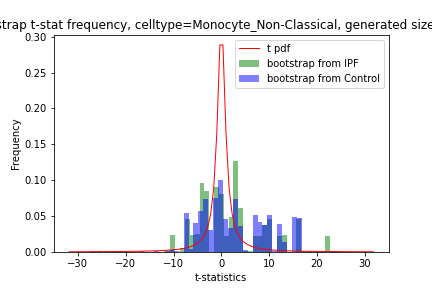 strap t-stat frequency, celltype=Monocyte_Non-Classical, generated size
t pdf
bootstrap from IPF
bootstrap from Control
Frequency
0.30
0.25
0.20
0.15
0.10
0.05
0.00
−30
−20
−10
0
10
20
30
t-statistics